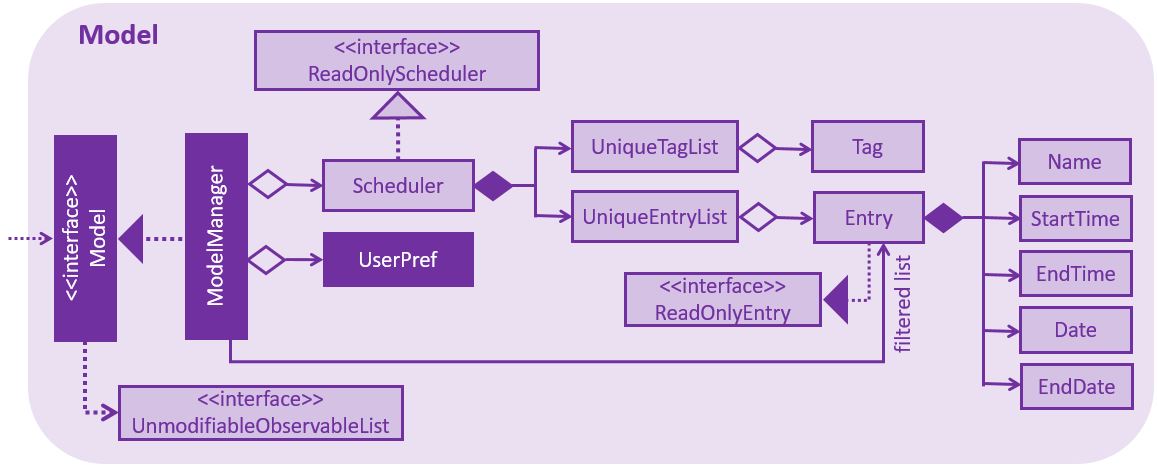 Model
<<interface>>
ReadOnlyScheduler
<<interface>>
Model
ModelManager
Scheduler
UserPref
UniqueTagList
Tag
UniqueEntryList
Entry
<<interface>>
ReadOnlyEntry
filtered list
Name
StartTime
EndTime
Date
EndDate
<<interface>>
UnmodifiableObservableList